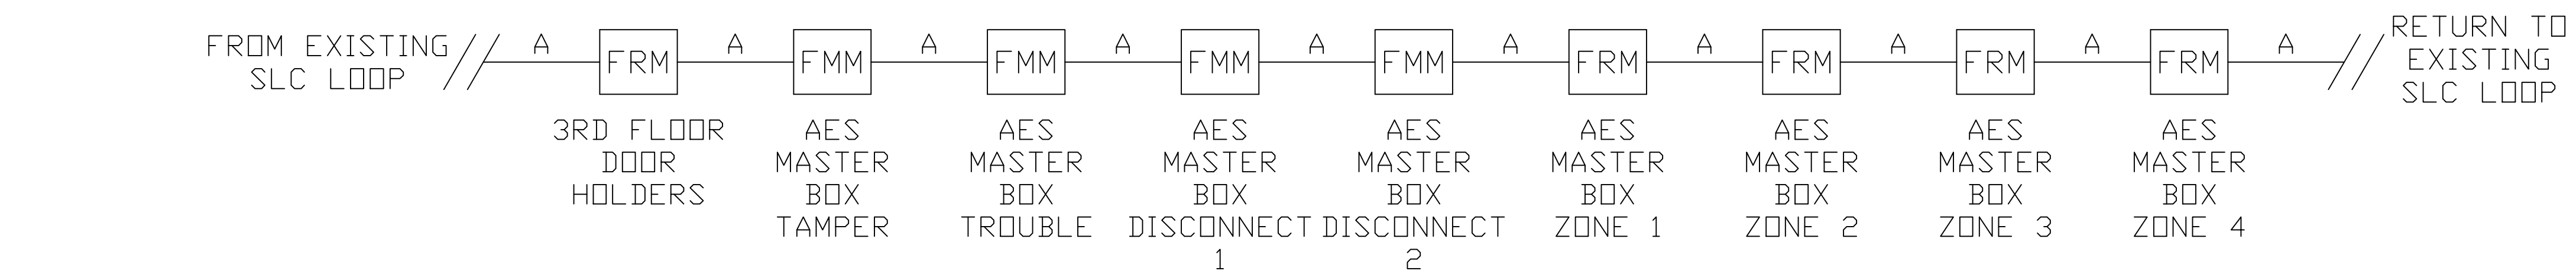 FROM EXISTING
SLC LOOP
A
FRM
A
FMM
A
FMM
A
FMM
A
FMM
A
FRM
A
FRM
A
FRM
A
FRM
A
RETURN TO
EXISTING
SLC LOOP
3RD FLOOR
DOOR
HOLDERS
AES
MASTER
BOX
TAMPER
AES
MASTER
BOX
TROUBLE
AES
MASTER
BOX
DISCONNECT
1
AES
MASTER
BOX
DISCONNECT
2
AES
MASTER
BOX
ZONE 1
AES
MASTER
BOX
ZONE 2
AES
MASTER
BOX
ZONE 3
AES
MASTER
BOX
ZONE 4